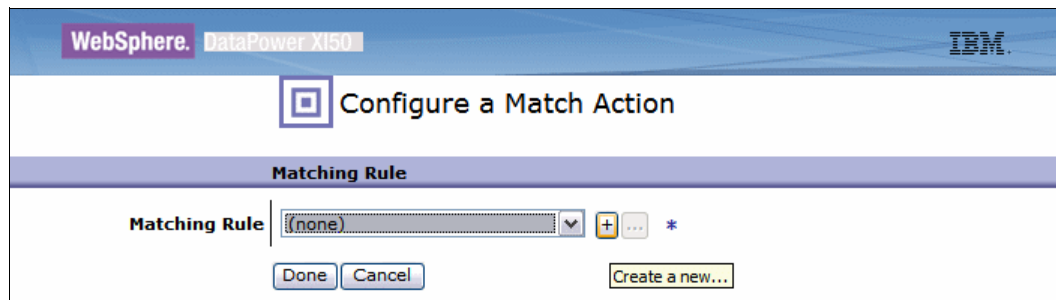 WebSphere. DataPower XI50 IBM.
Configure a Match Action
Matching Rule
Matching Rule (none) + ... *
Done Cancel Create a new...